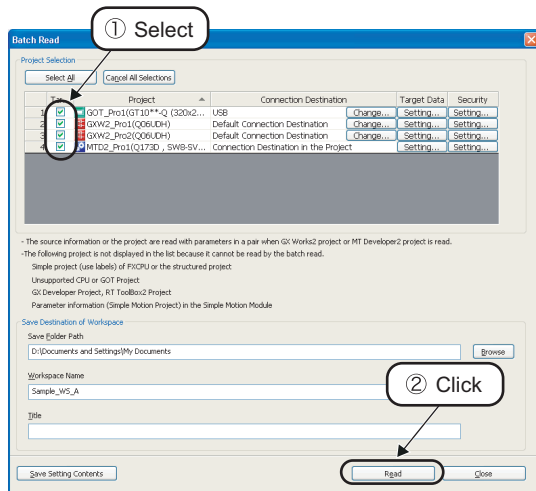 ① Select
Batch Read
Project Selection
Select All Cancel All Selections
Project Connection Destination Target Data Security
1 GOT_Pro1(GT10**-Q (320x2... USB Change... Setting... Setting...
2 GXW2_Pro1(Q06UDH) Default Connection Destination Change... Setting... Setting...
3 GXW2_Pro2(Q06UDH) Default Connection Destination Change... Setting... Setting...
4 MTD2_Pro1(Q173D , SW8-SV... Connection Destination in the Project Setting... Setting...
- The source information or the project are read with parameters in a pair when GX Works2 project or MT Developer2 project is read.
-The following project is not displayed in the list because it cannot be read by the batch read.
Simple project (use labels) of FXCPU or the structured project
Unsupported CPU or GOT Project
GX Developer Project, RT ToolBox2 Project
Parameter information (Simple Motion Project) in the Simple Motion Module
Save Destination of Workspace
Save Folder Path
D:\Documents and Settings\My Documents Browse
Workspace Name
② Click
Sample_WS_A
Title
Save Setting Contents Read Close